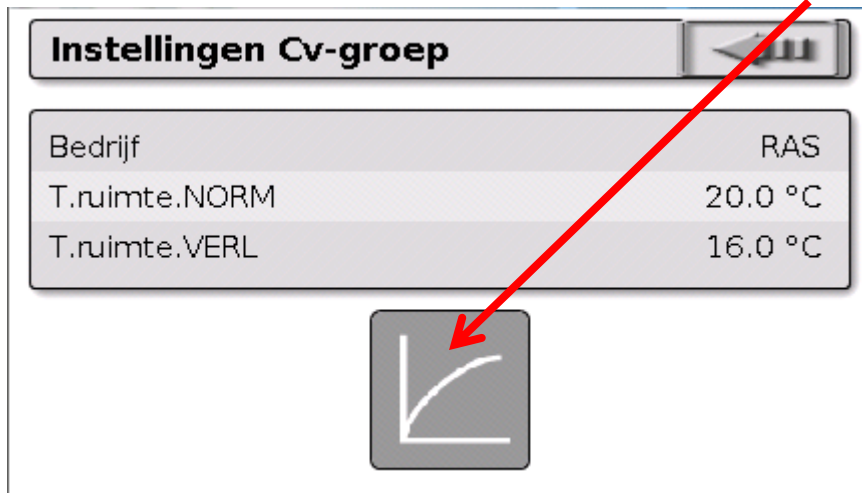 Instellingen Cv-groep
Bedrijf RAS
T.ruimte.NORM 20.0 °C
T.ruimte.VERL 16.0 °C